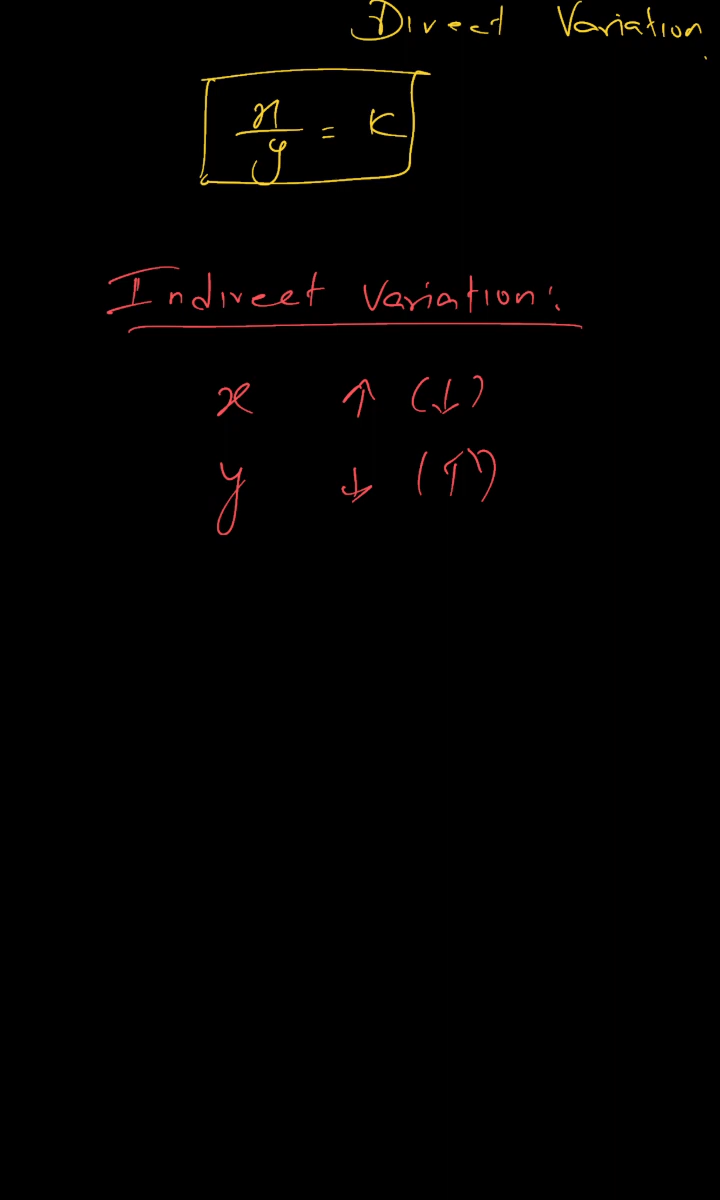 Direct Variation
x/y = K
Indirect Variation:
x ↑ (↓)
y ↓ (↑)